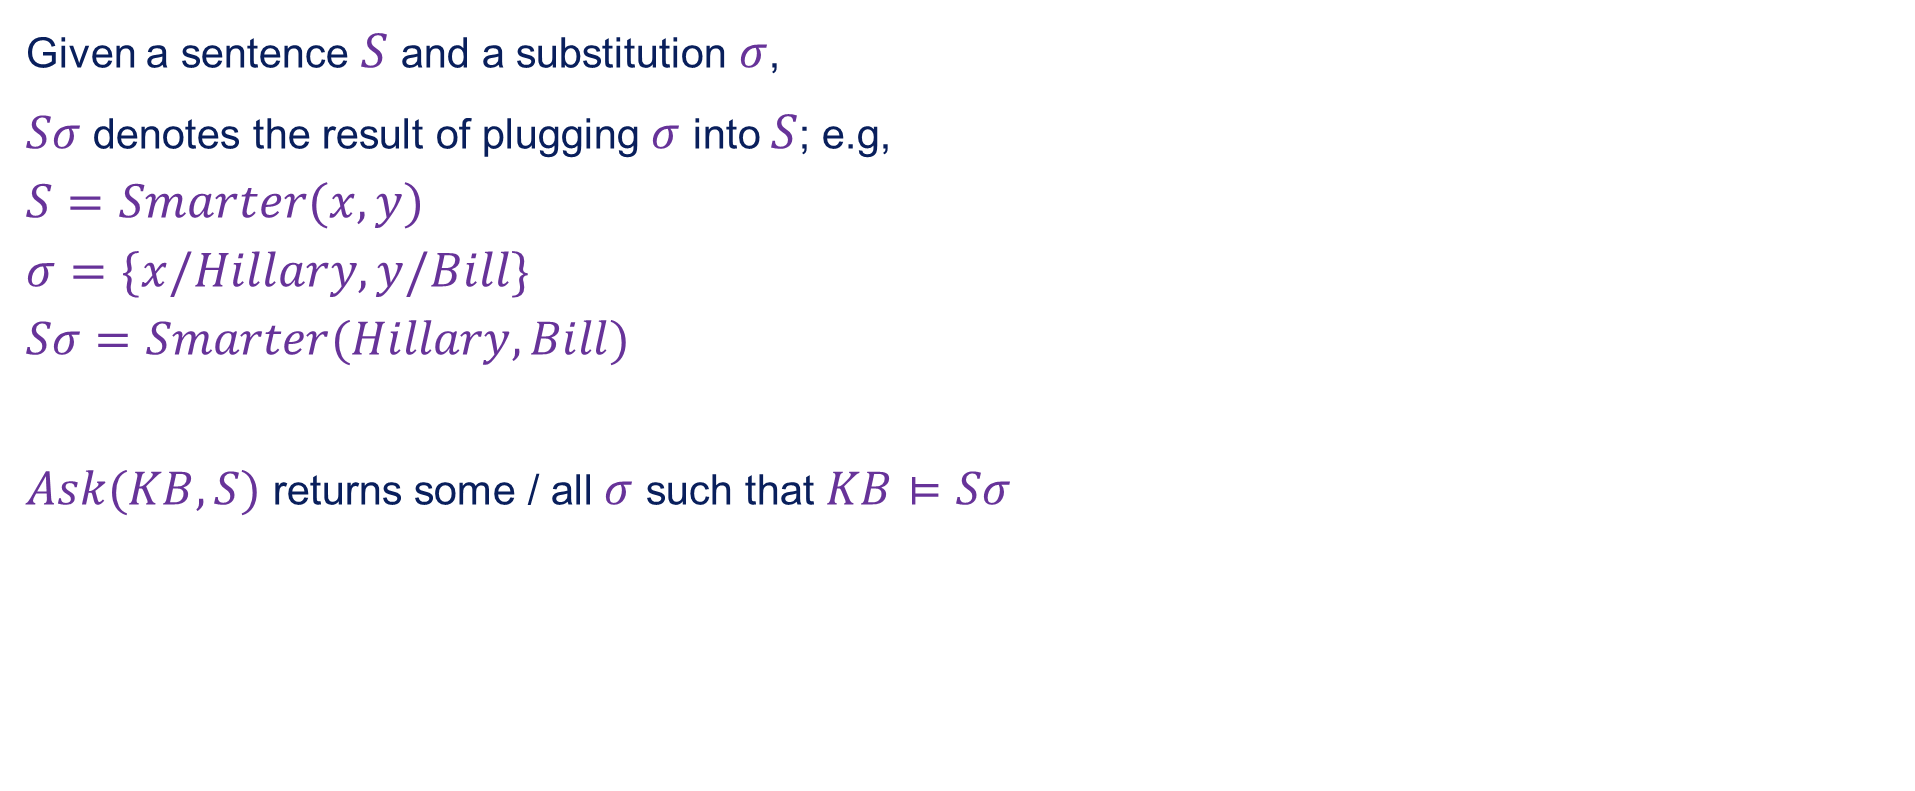 Given a sentence 𝑆 and a substitution 𝜎,
𝑆𝜎 denotes the result of plugging 𝜎 into 𝑆; e.g,
𝑆 = 𝑆𝑚𝑎𝑟𝑡𝑒𝑟(𝑥, 𝑦)
𝜎 = {𝑥/𝐻𝑖𝑙𝑙𝑎𝑟𝑦, 𝑦/𝐵𝑖𝑙𝑙}
𝑆𝜎 = 𝑆𝑚𝑎𝑟𝑡𝑒𝑟(𝐻𝑖𝑙𝑙𝑎𝑟𝑦, 𝐵𝑖𝑙𝑙)
𝐴𝑠𝑘(𝐾𝐵, 𝑆) returns some / all 𝜎 such that 𝐾𝐵 ⊨ 𝑆𝜎